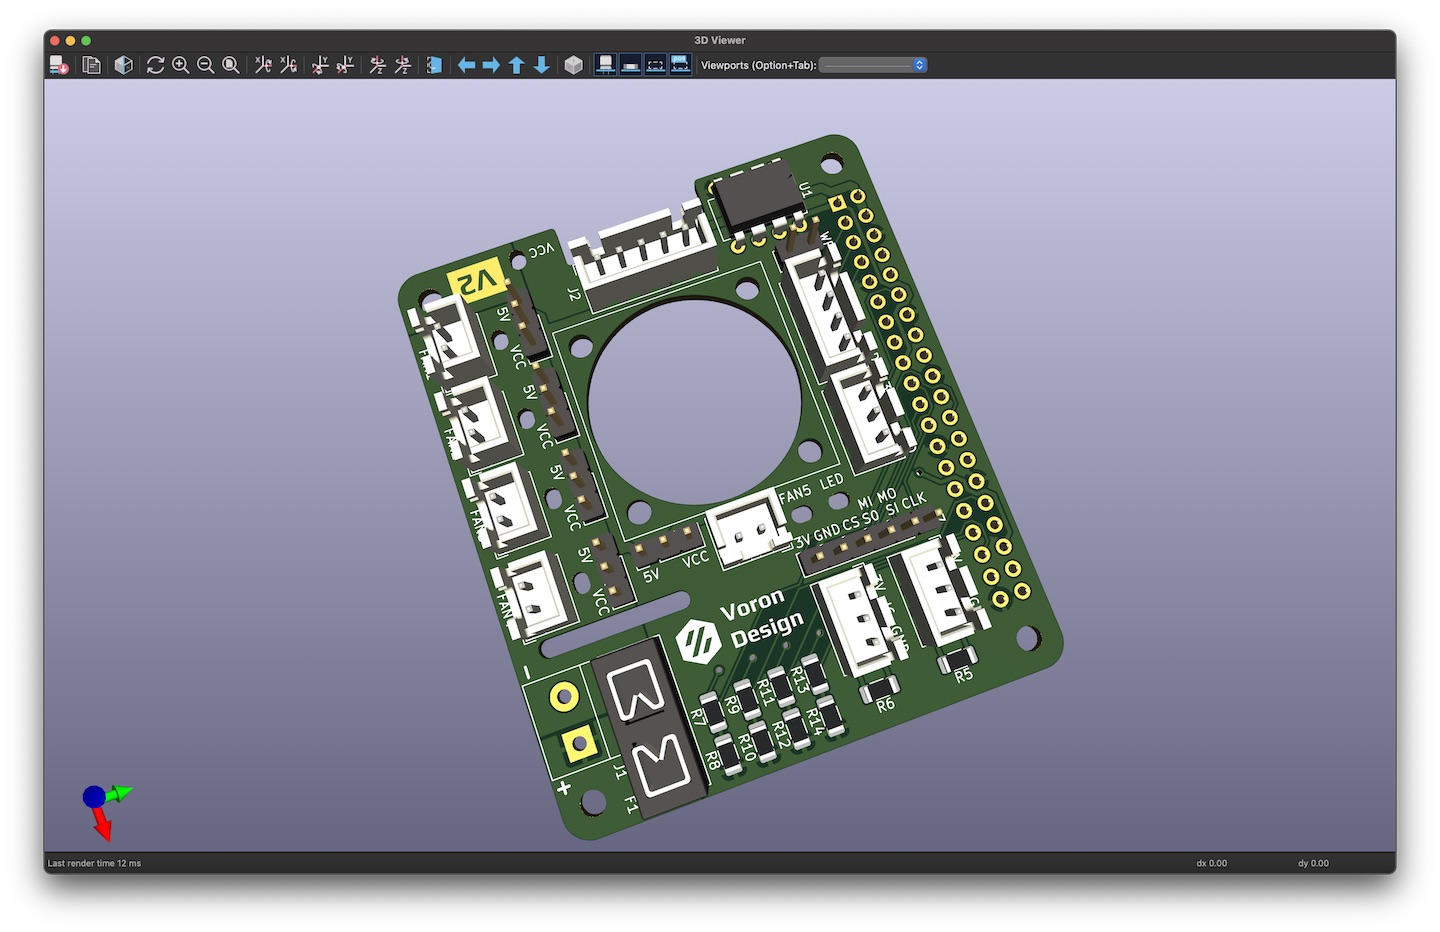 3D Viewer
Viewports (Option+Tab):
U1
VCC
V2
J2
5V
VCC
5V
VCC
5V
VCC
5V
VCC
5V
VCC
FAN5
LED
MI MO
3V GND CS S0 SI CLK
Voron
Design
-
+
J1
F1
R7
R8
R9
R10
R11
R12
R13
R14
R6
R5
Last render time 12 ms
dx 0.00
dy 0.00